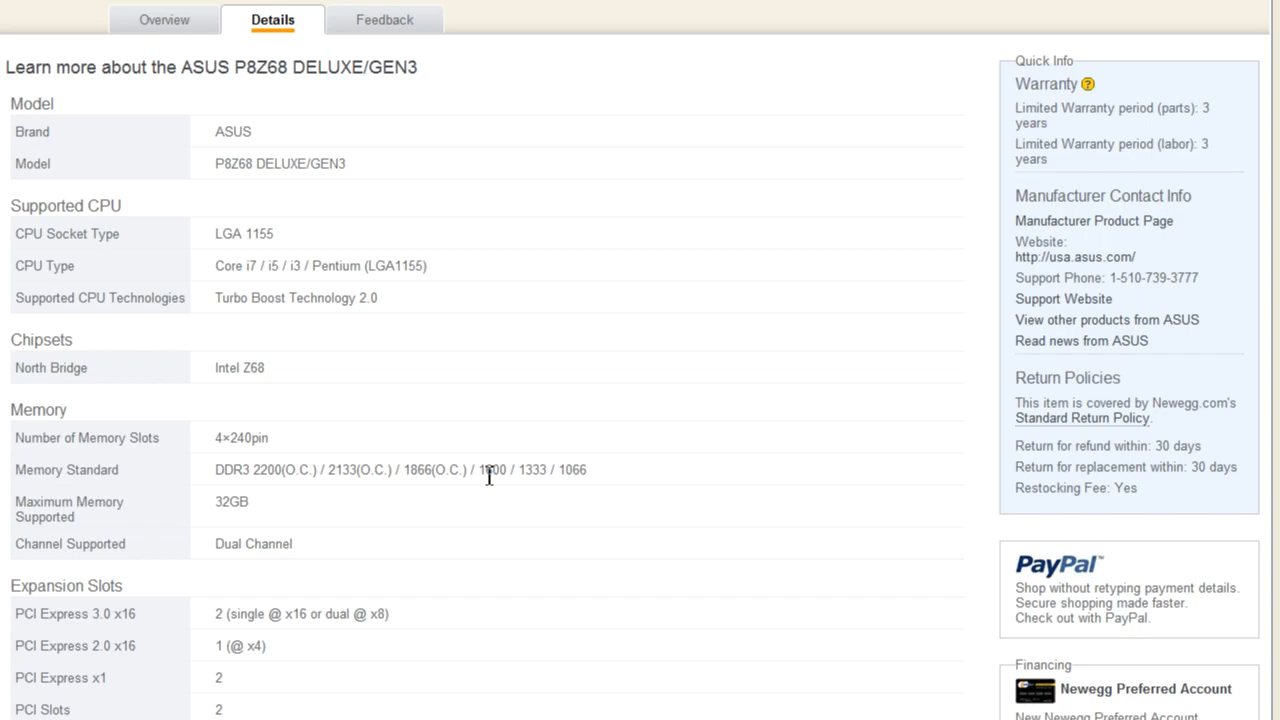 Overview
Details
Feedback
Learn more about the ASUS P8Z68 DELUXE/GEN3
Model
Brand ASUS
Model P8Z68 DELUXE/GEN3
Supported CPU
CPU Socket Type LGA 1155
CPU Type Core i7 / i5 / i3 / Pentium (LGA1155)
Supported CPU Technologies Turbo Boost Technology 2.0
Chipsets
North Bridge Intel Z68
Memory
Number of Memory Slots 4×240pin
Memory Standard DDR3 2200(O.C.) / 2133(O.C.) / 1866(O.C.) / 1600 / 1333 / 1066
Maximum Memory
Supported 32GB
Channel Supported Dual Channel
Expansion Slots
PCI Express 3.0 x16 2 (single @ x16 or dual @ x8)
PCI Express 2.0 x16 1 (@ x4)
PCI Express x1 2
PCI Slots 2
Quick Info
Warranty ?
Limited Warranty period (parts): 3
years
Limited Warranty period (labor): 3
years
Manufacturer Contact Info
Manufacturer Product Page
Website:
http://usa.asus.com/
Support Phone: 1-510-739-3777
Support Website
View other products from ASUS
Read news from ASUS
Return Policies
This item is covered by Newegg.com's
Standard Return Policy.
Return for refund within: 30 days
Return for replacement within: 30 days
Restocking Fee: Yes
PayPal™
Shop without retyping payment details.
Secure shopping made faster.
Check out with PayPal.
Financing
Newegg Preferred Account
New Newegg Preferred Account